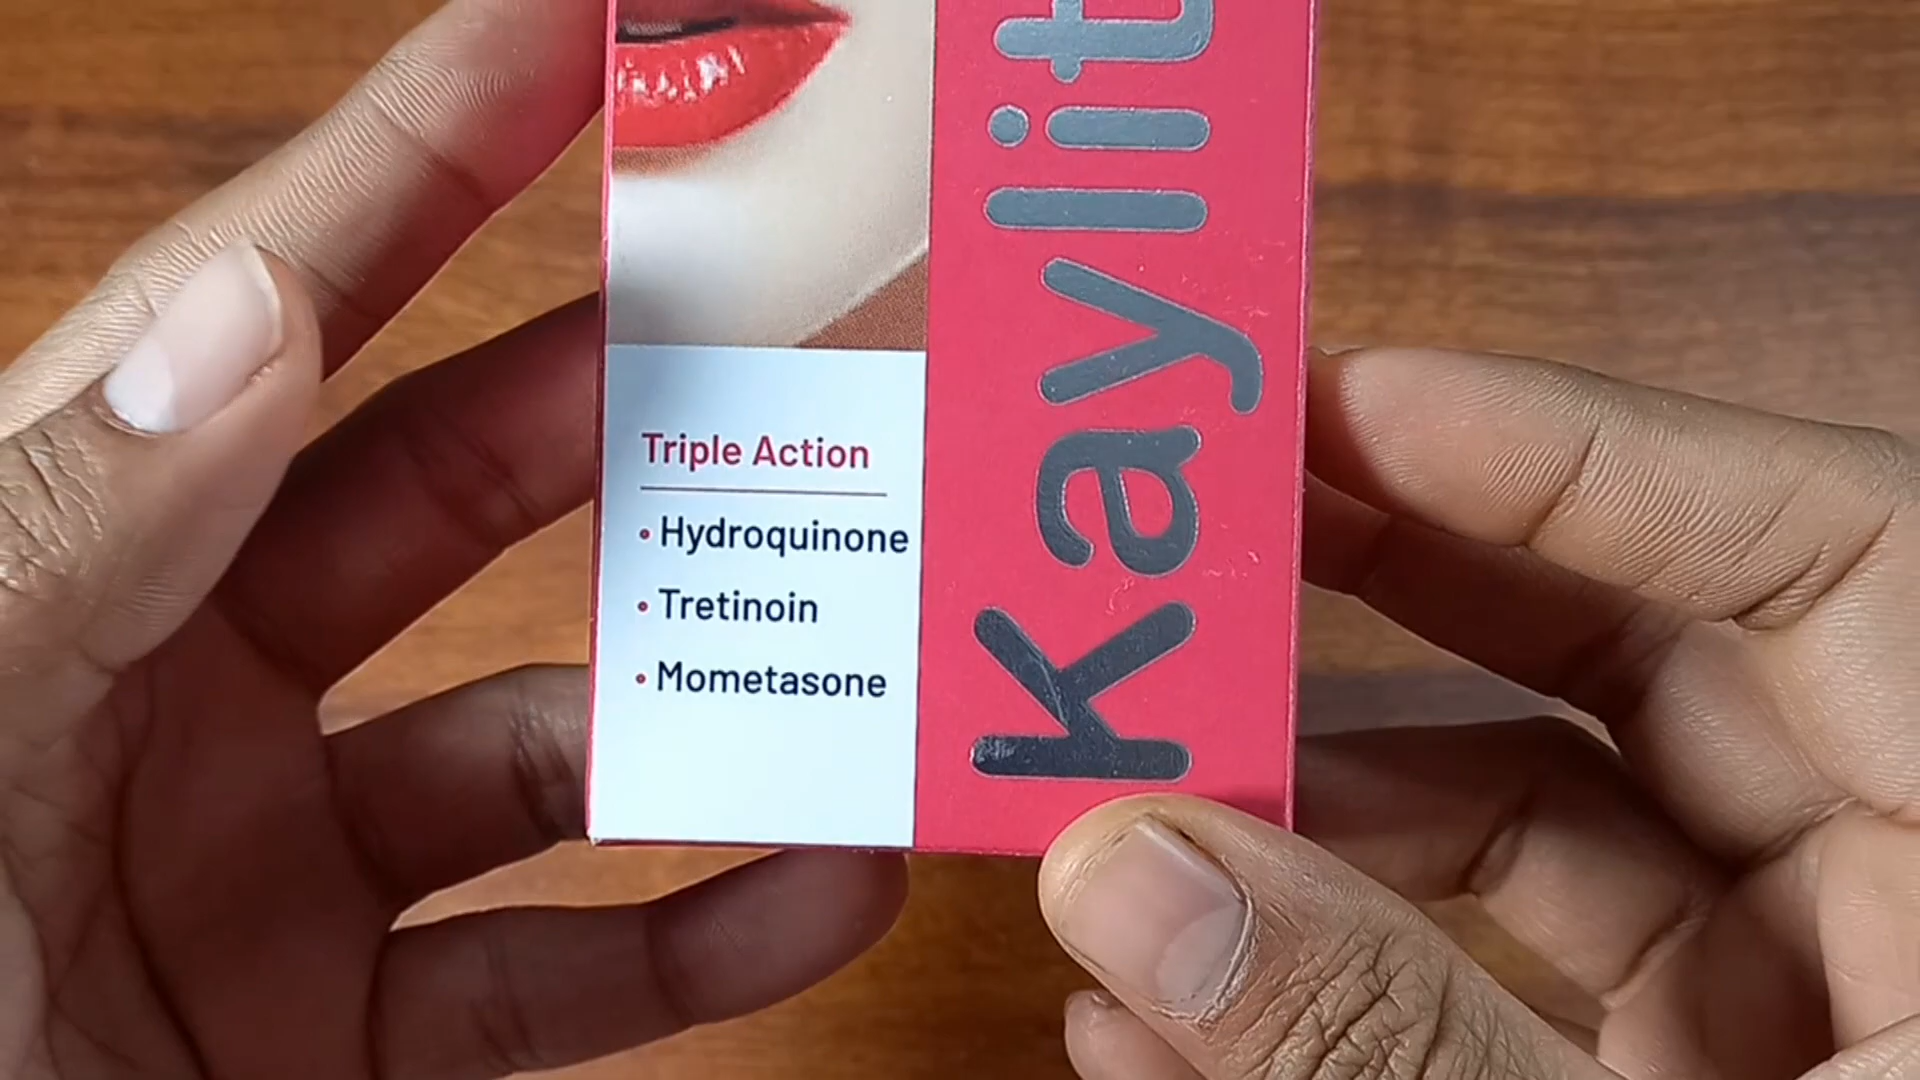 Triple Action
• Hydroquinone
• Tretinoin
• Mometasone
Kaylit